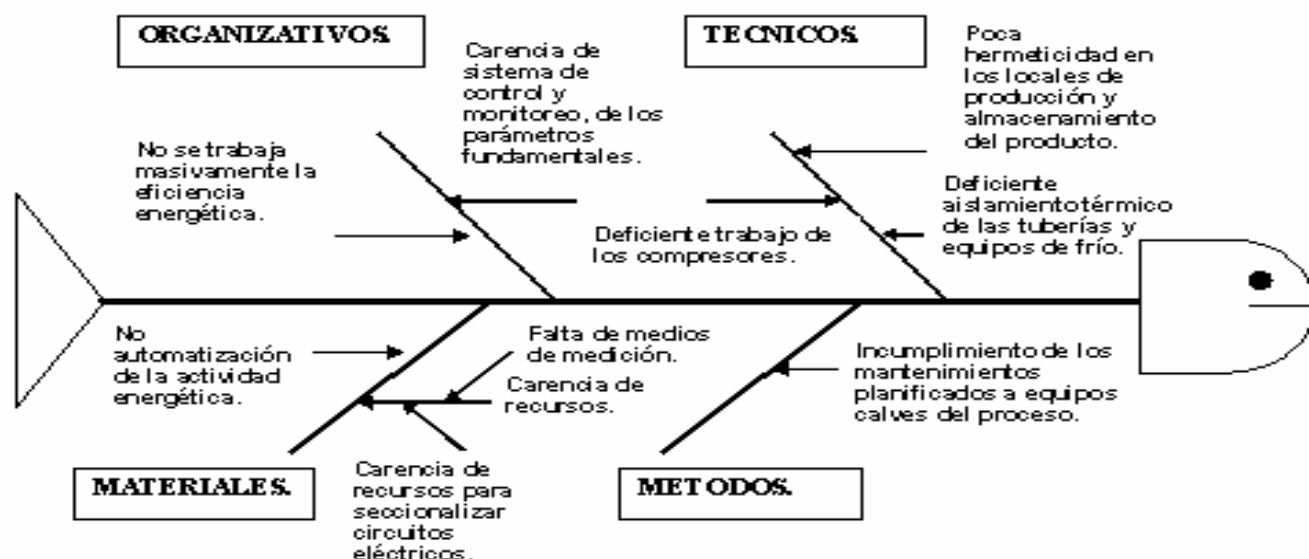 ORGANIZATIVOS.
TECNICOS.
Carencia de
sistema de
control y
monitoreo, de los
parámetros
fundamentales.
Poca
hermeticidad en
los locales de
producción y
almacenamiento
del producto.
No se trabaja
masivamente la
eficiencia
energética.
Deficiente
aislamiento térmico
de las tuberías y
equipos de frío.
Deficiente trabajo de
los compresores.
No
automatización
de la actividad
energética.
Falta de medios
de medición.
Carencia de
recursos.
Incumplimiento de los
mantenimientos
planificados a equipos
calves del proceso.
MATERIALES.
Carencia de
recursos para
seccionalizar
circuitos
eléctricos.
METODOS.